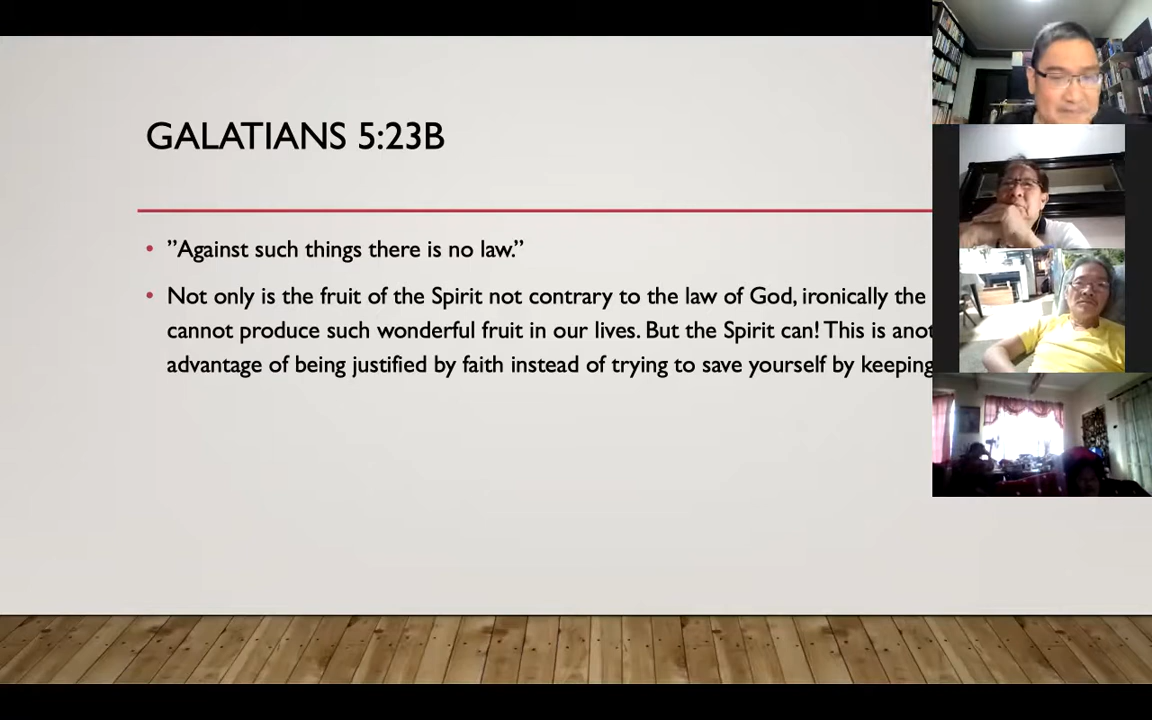 GALATIANS 5:23B
• ”Against such things there is no law.”
• Not only is the fruit of the Spirit not contrary to the law of God, ironically the
cannot produce such wonderful fruit in our lives. But the Spirit can! This is
advantage of being justified by faith instead of trying to save yourself by keeping